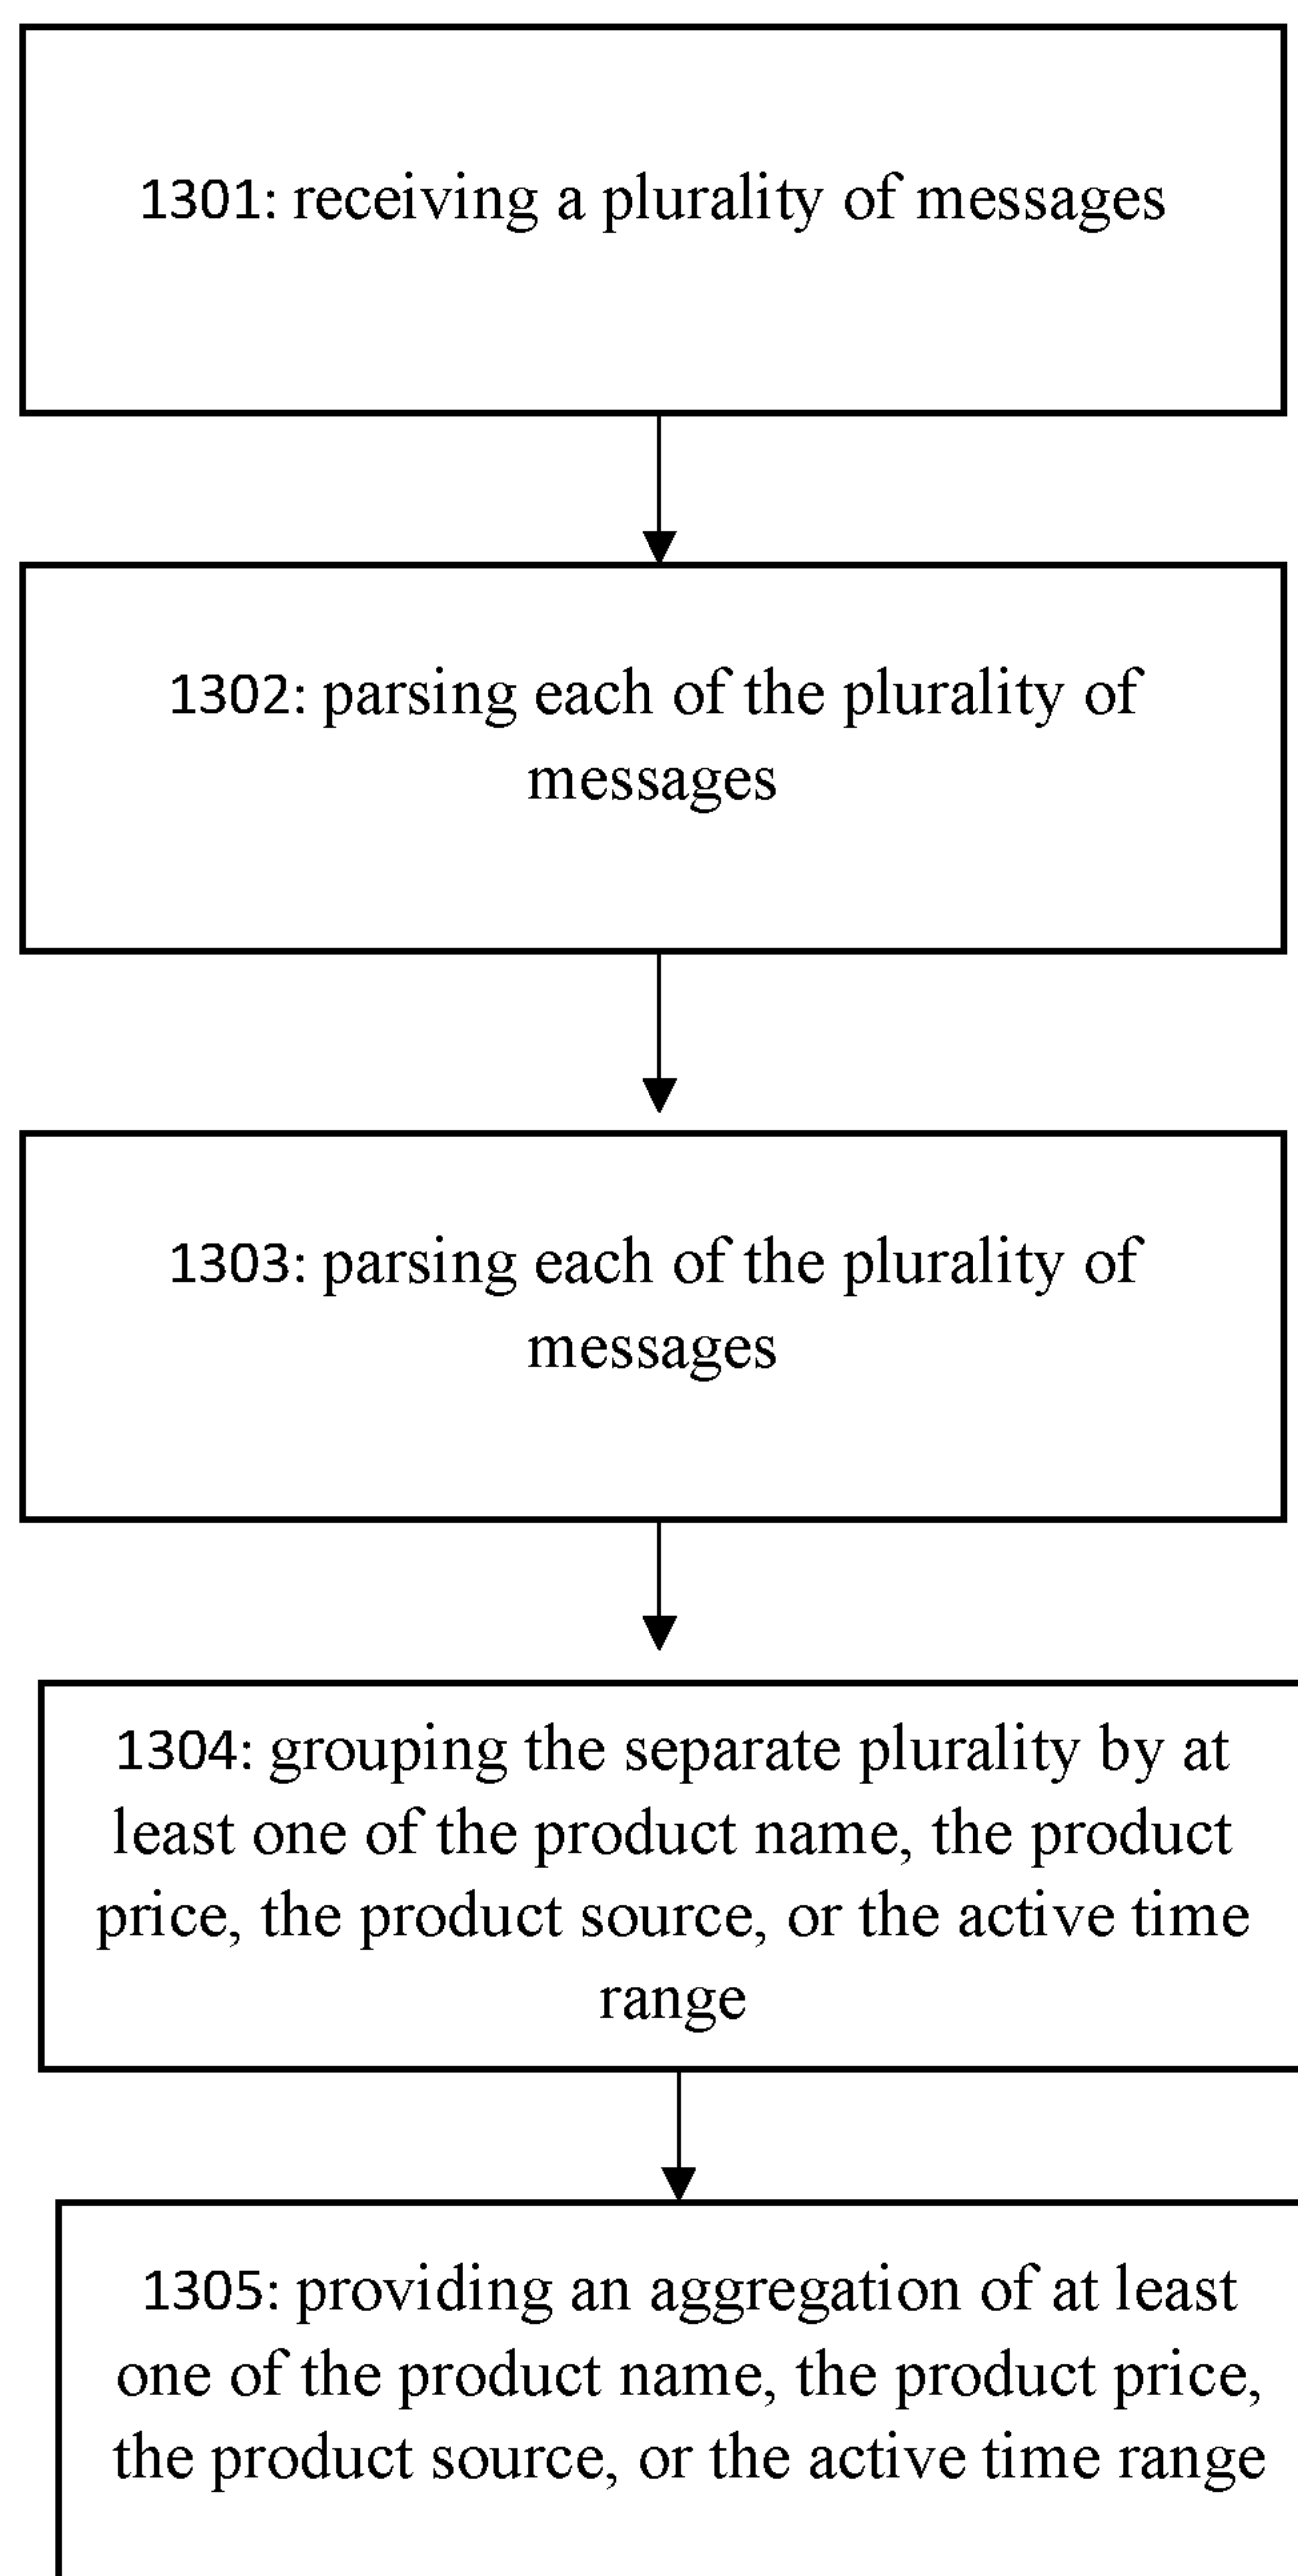 1301: receiving a plurality of messages
1302: parsing each of the plurality of
messages
1303: parsing each of the plurality of
messages
1304: grouping the separate plurality by at
least one of the product name, the product
price, the product source, or the active time
range
1305: providing an aggregation of at least
one of the product name, the product price,
the product source, or the active time range